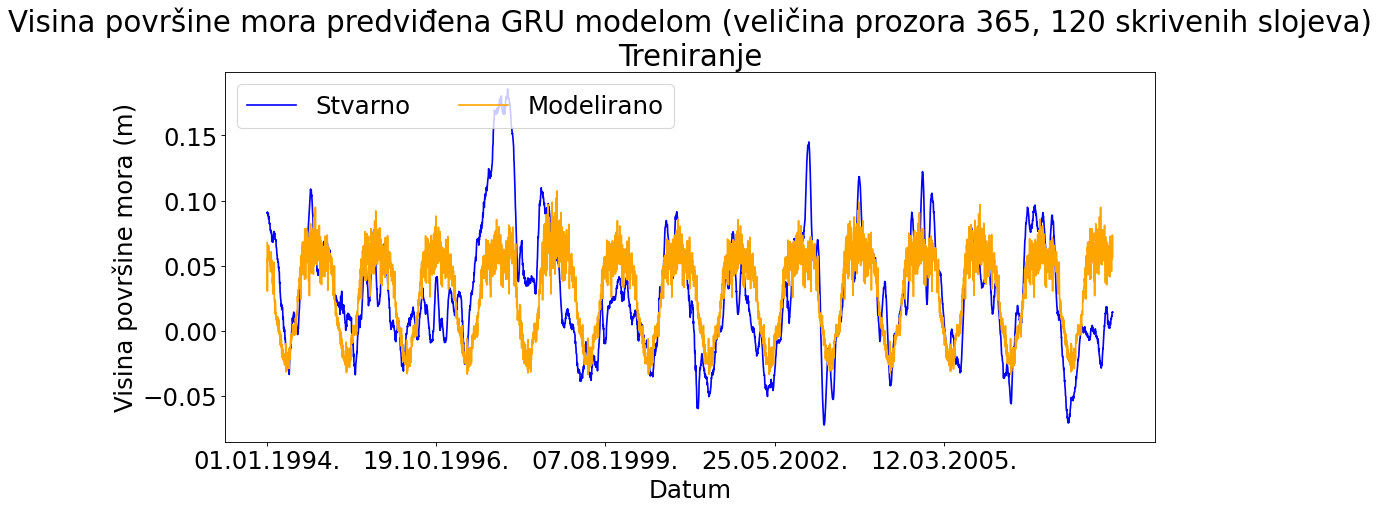 Visina površine mora predviđena GRU modelom (veličina prozora 365, 120 skrivenih slojeva)
Treniranje
Stvarno Modelirano
Visina površine mora (m)
0.15
0.10
0.05
0.00
−0.05
01.01.1994. 19.10.1996. 07.08.1999. 25.05.2002. 12.03.2005.
Datum